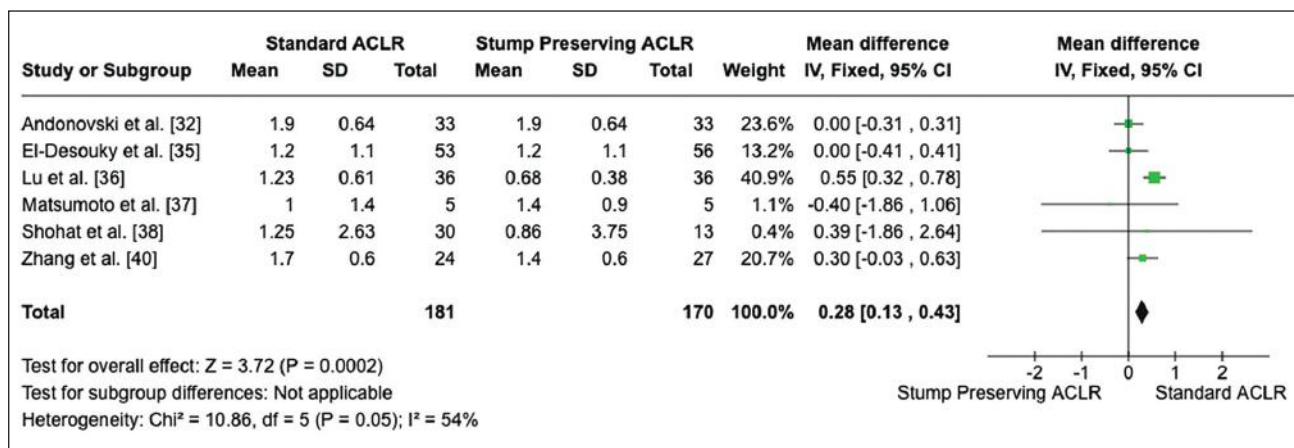 Standard ACLR Stump Preserving ACLR Mean difference Mean difference
Study or Subgroup Mean SD Total Mean SD Total Weight IV, Fixed, 95% CI IV, Fixed, 95% CI
Andonovski et al. [32] 1.9 0.64 33 1.9 0.64 33 23.6% 0.00 [-0.31 , 0.31]
El-Desouky et al. [35] 1.2 1.1 53 1.2 1.1 56 13.2% 0.00 [-0.41 , 0.41]
Lu et al. [36] 1.23 0.61 36 0.68 0.38 36 40.9% 0.55 [0.32 , 0.78]
Matsumoto et al. [37] 1 1.4 5 1.4 0.9 5 1.1% -0.40 [-1.86 , 1.06]
Shohat et al. [38] 1.25 2.63 30 0.86 3.75 13 0.4% 0.39 [-1.86 , 2.64]
Zhang et al. [40] 1.7 0.6 24 1.4 0.6 27 20.7% 0.30 [-0.03 , 0.63]
Total 181 170 100.0% 0.28 [0.13 , 0.43]
Test for overall effect: Z = 3.72 (P = 0.0002)
Test for subgroup differences: Not applicable
Heterogeneity: Chi² = 10.86, df = 5 (P = 0.05); I² = 54%
-2 -1 0 1 2
Stump Preserving ACLR Standard ACLR